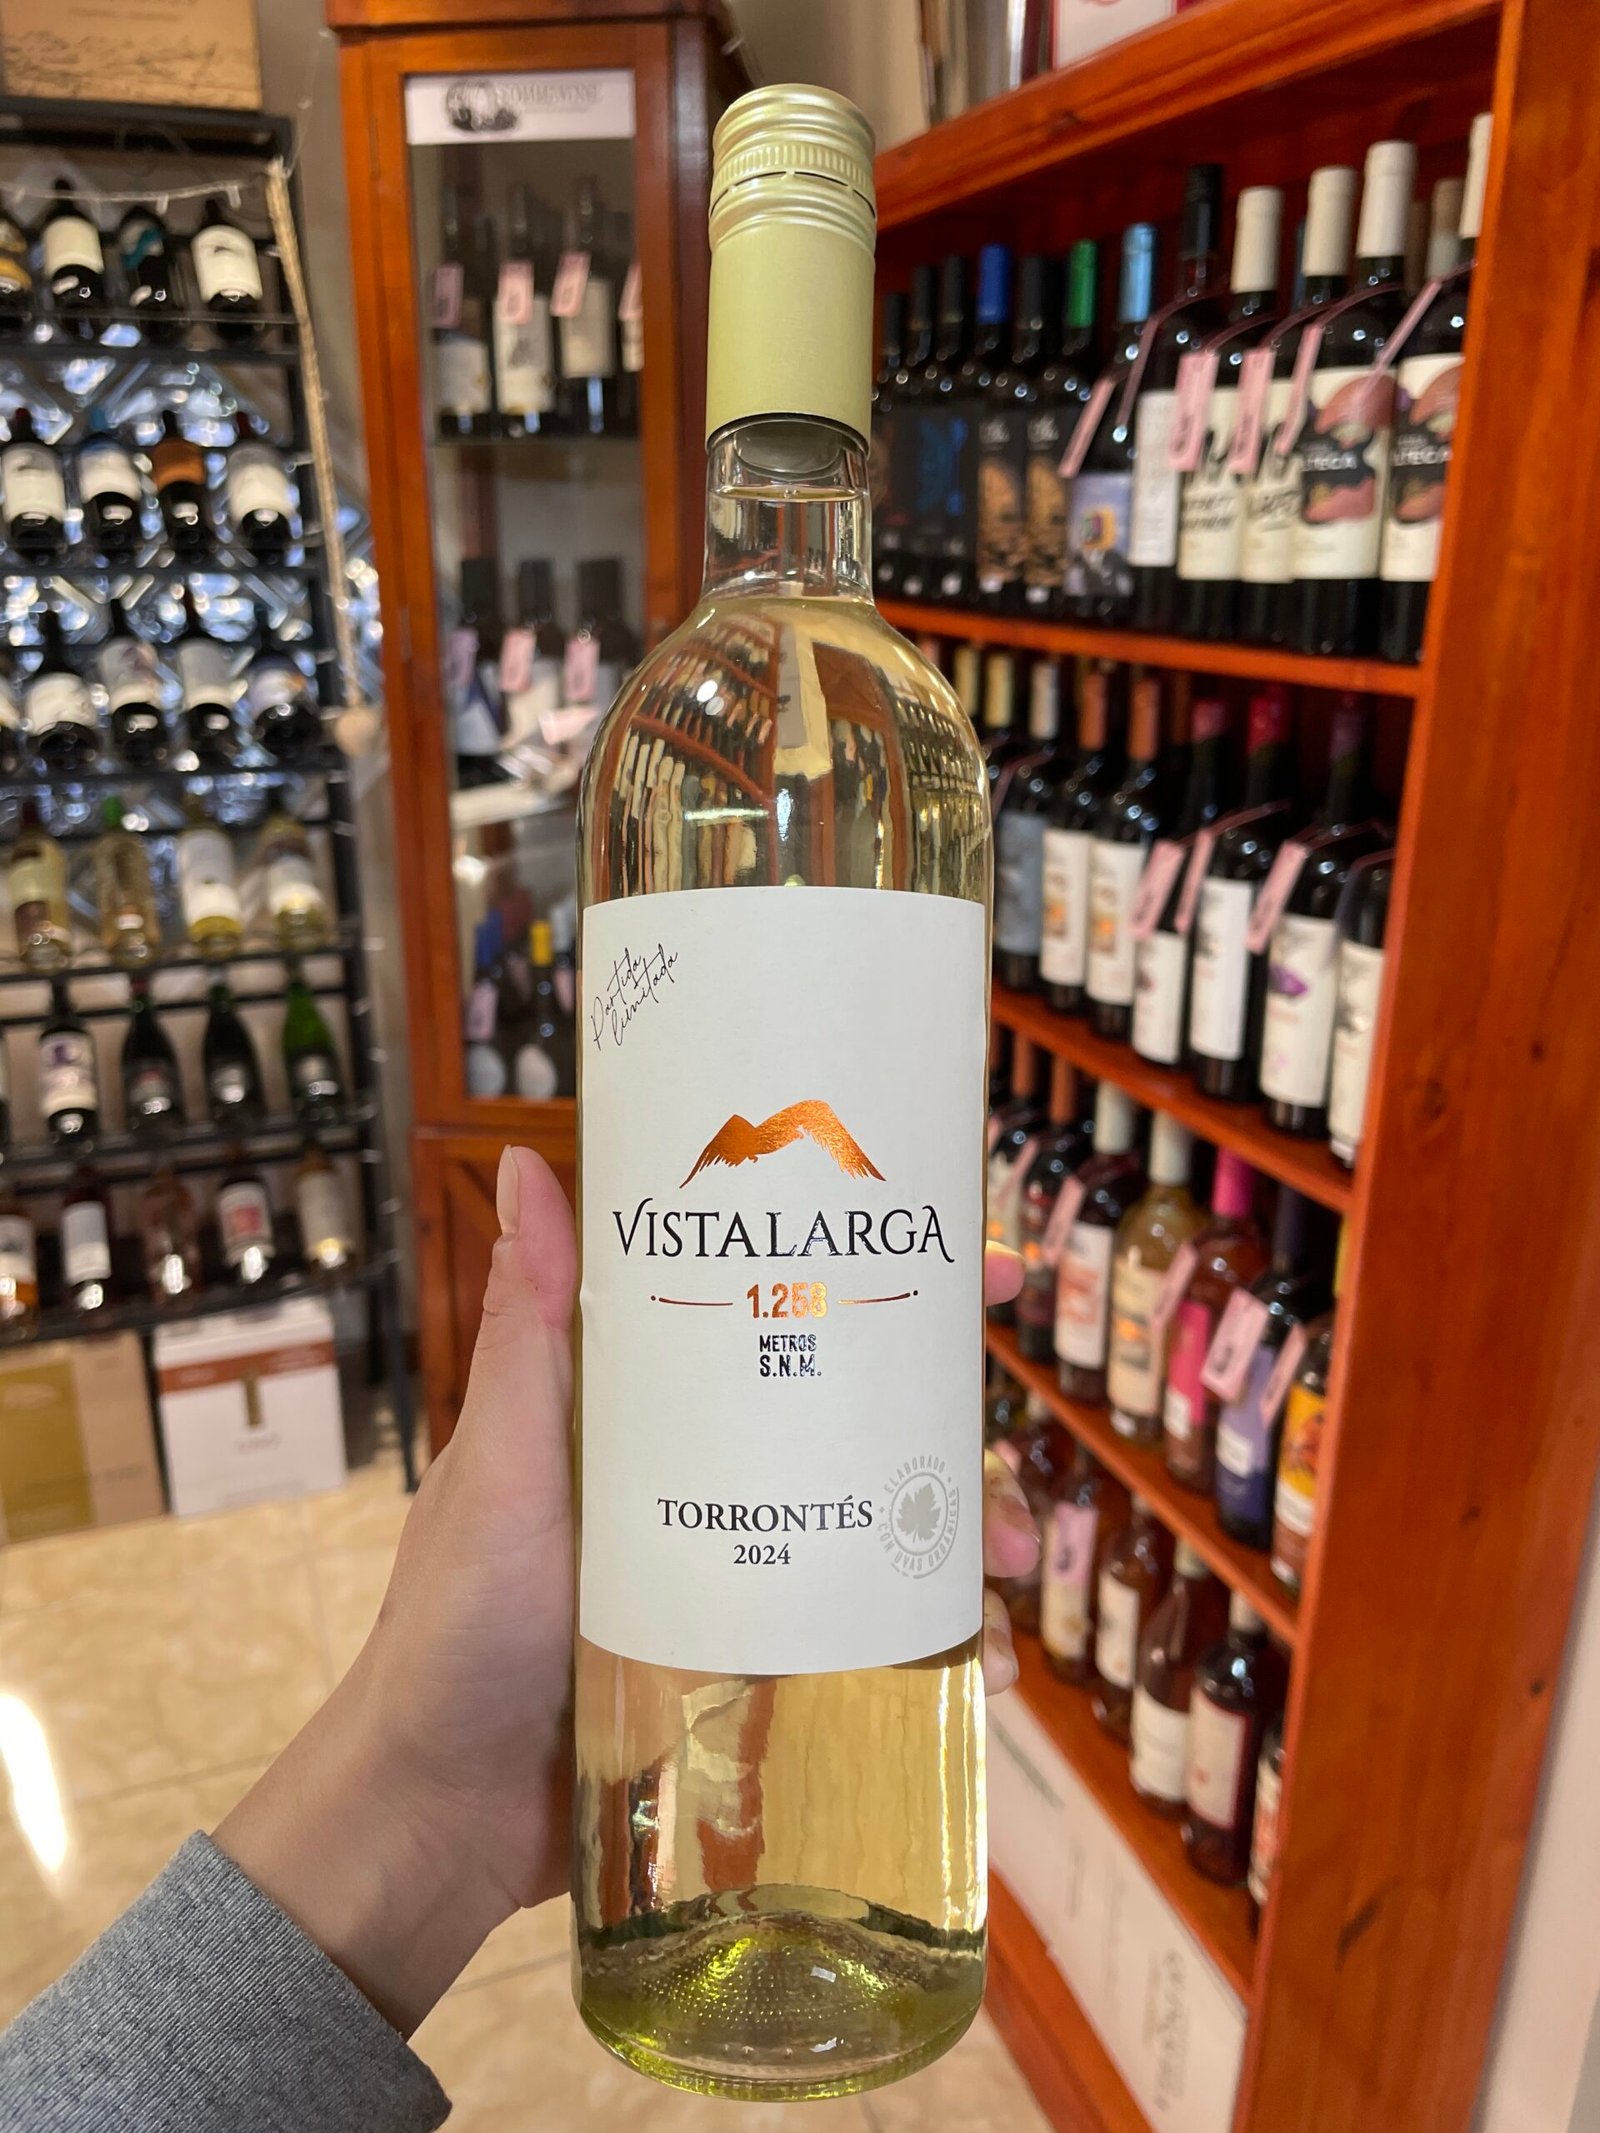 Partida
limitada
VISTALARGA
1.258
METROS
S.N.M.
TORRONTÉS
2024
ELABORADO CON UVAS ORGÁNICAS